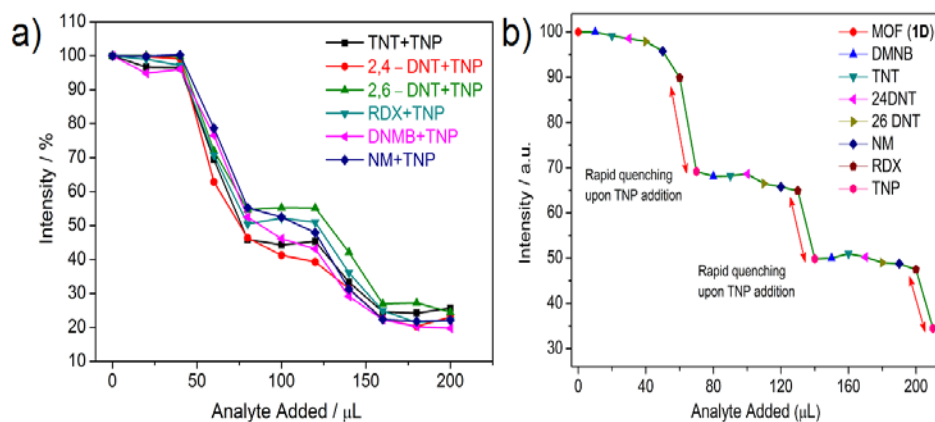 a)
100
90
80
70
60
50
40
30
20
10
Intensity / %
0
50
100
150
200
Analyte Added / μL
TNT+TNP
2,4 – DNT+TNP
2,6 – DNT+TNP
RDX+TNP
DNMB+TNP
NM+TNP
b)
100
90
80
70
60
50
40
35
Intensity / a.u.
0
40
80
120
160
200
Analyte Added (μL)
MOF (1D)
DMNB
TNT
24DNT
26 DNT
NM
RDX
TNP
Rapid quenching
upon TNP addition
Rapid quenching
upon TNP addition